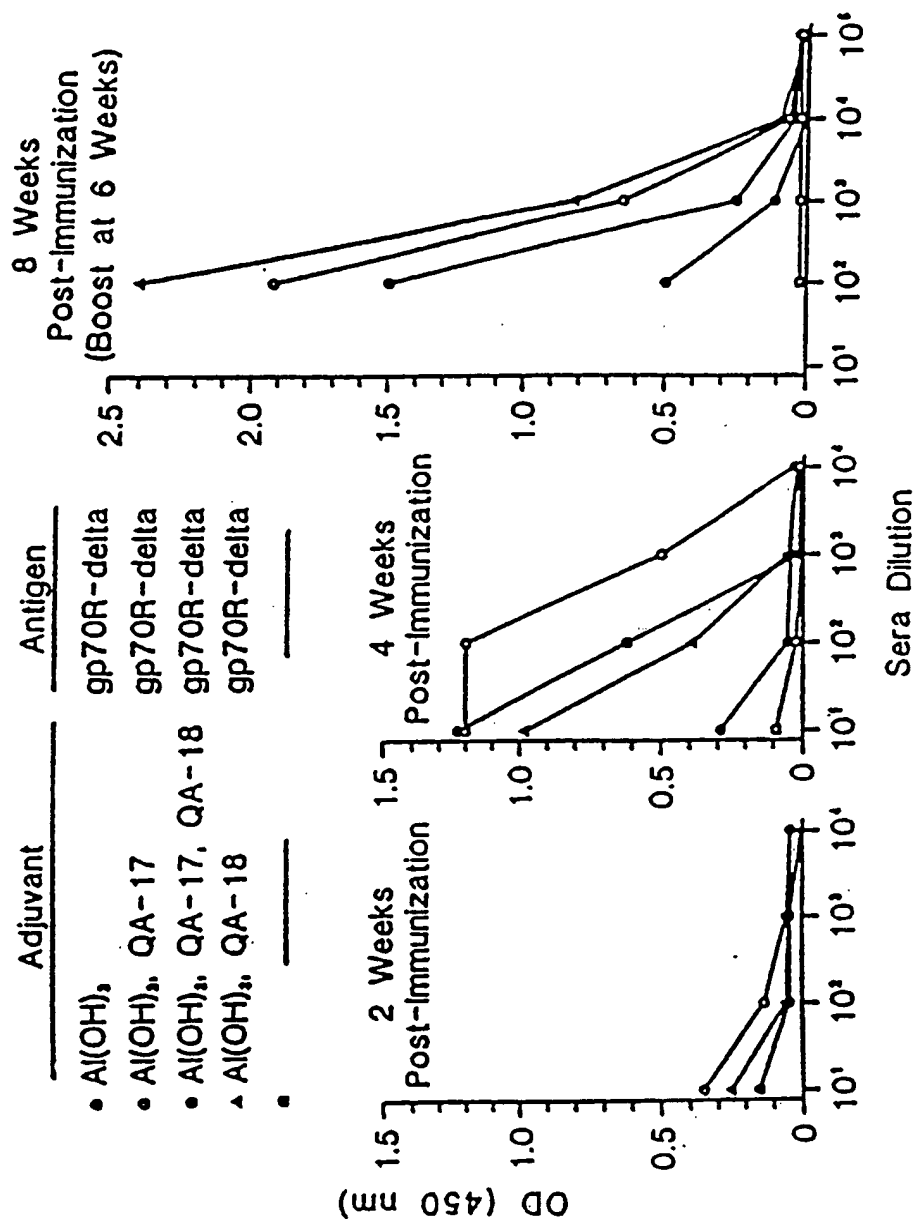 Adjuvant Antigen
Al(OH)₃ gp70R-delta
Al(OH)₃, QA-17 gp70R-delta
Al(OH)₃, QA-17, QA-18 gp70R-delta
Al(OH)₃, QA-18 gp70R-delta
2 Weeks
Post-Immunization
4 Weeks
Post-Immunization
8 Weeks
Post-Immunization
(Boost at 6 Weeks)
OD (450 nm)
1.5
1.0
0.5
0
10¹ 10² 10³ 10⁴
1.5
1.0
0.5
0
10¹ 10² 10³ 10⁴
2.5
2.0
1.5
1.0
0.5
0
10¹ 10² 10³ 10⁴ 10⁵
Sera Dilution